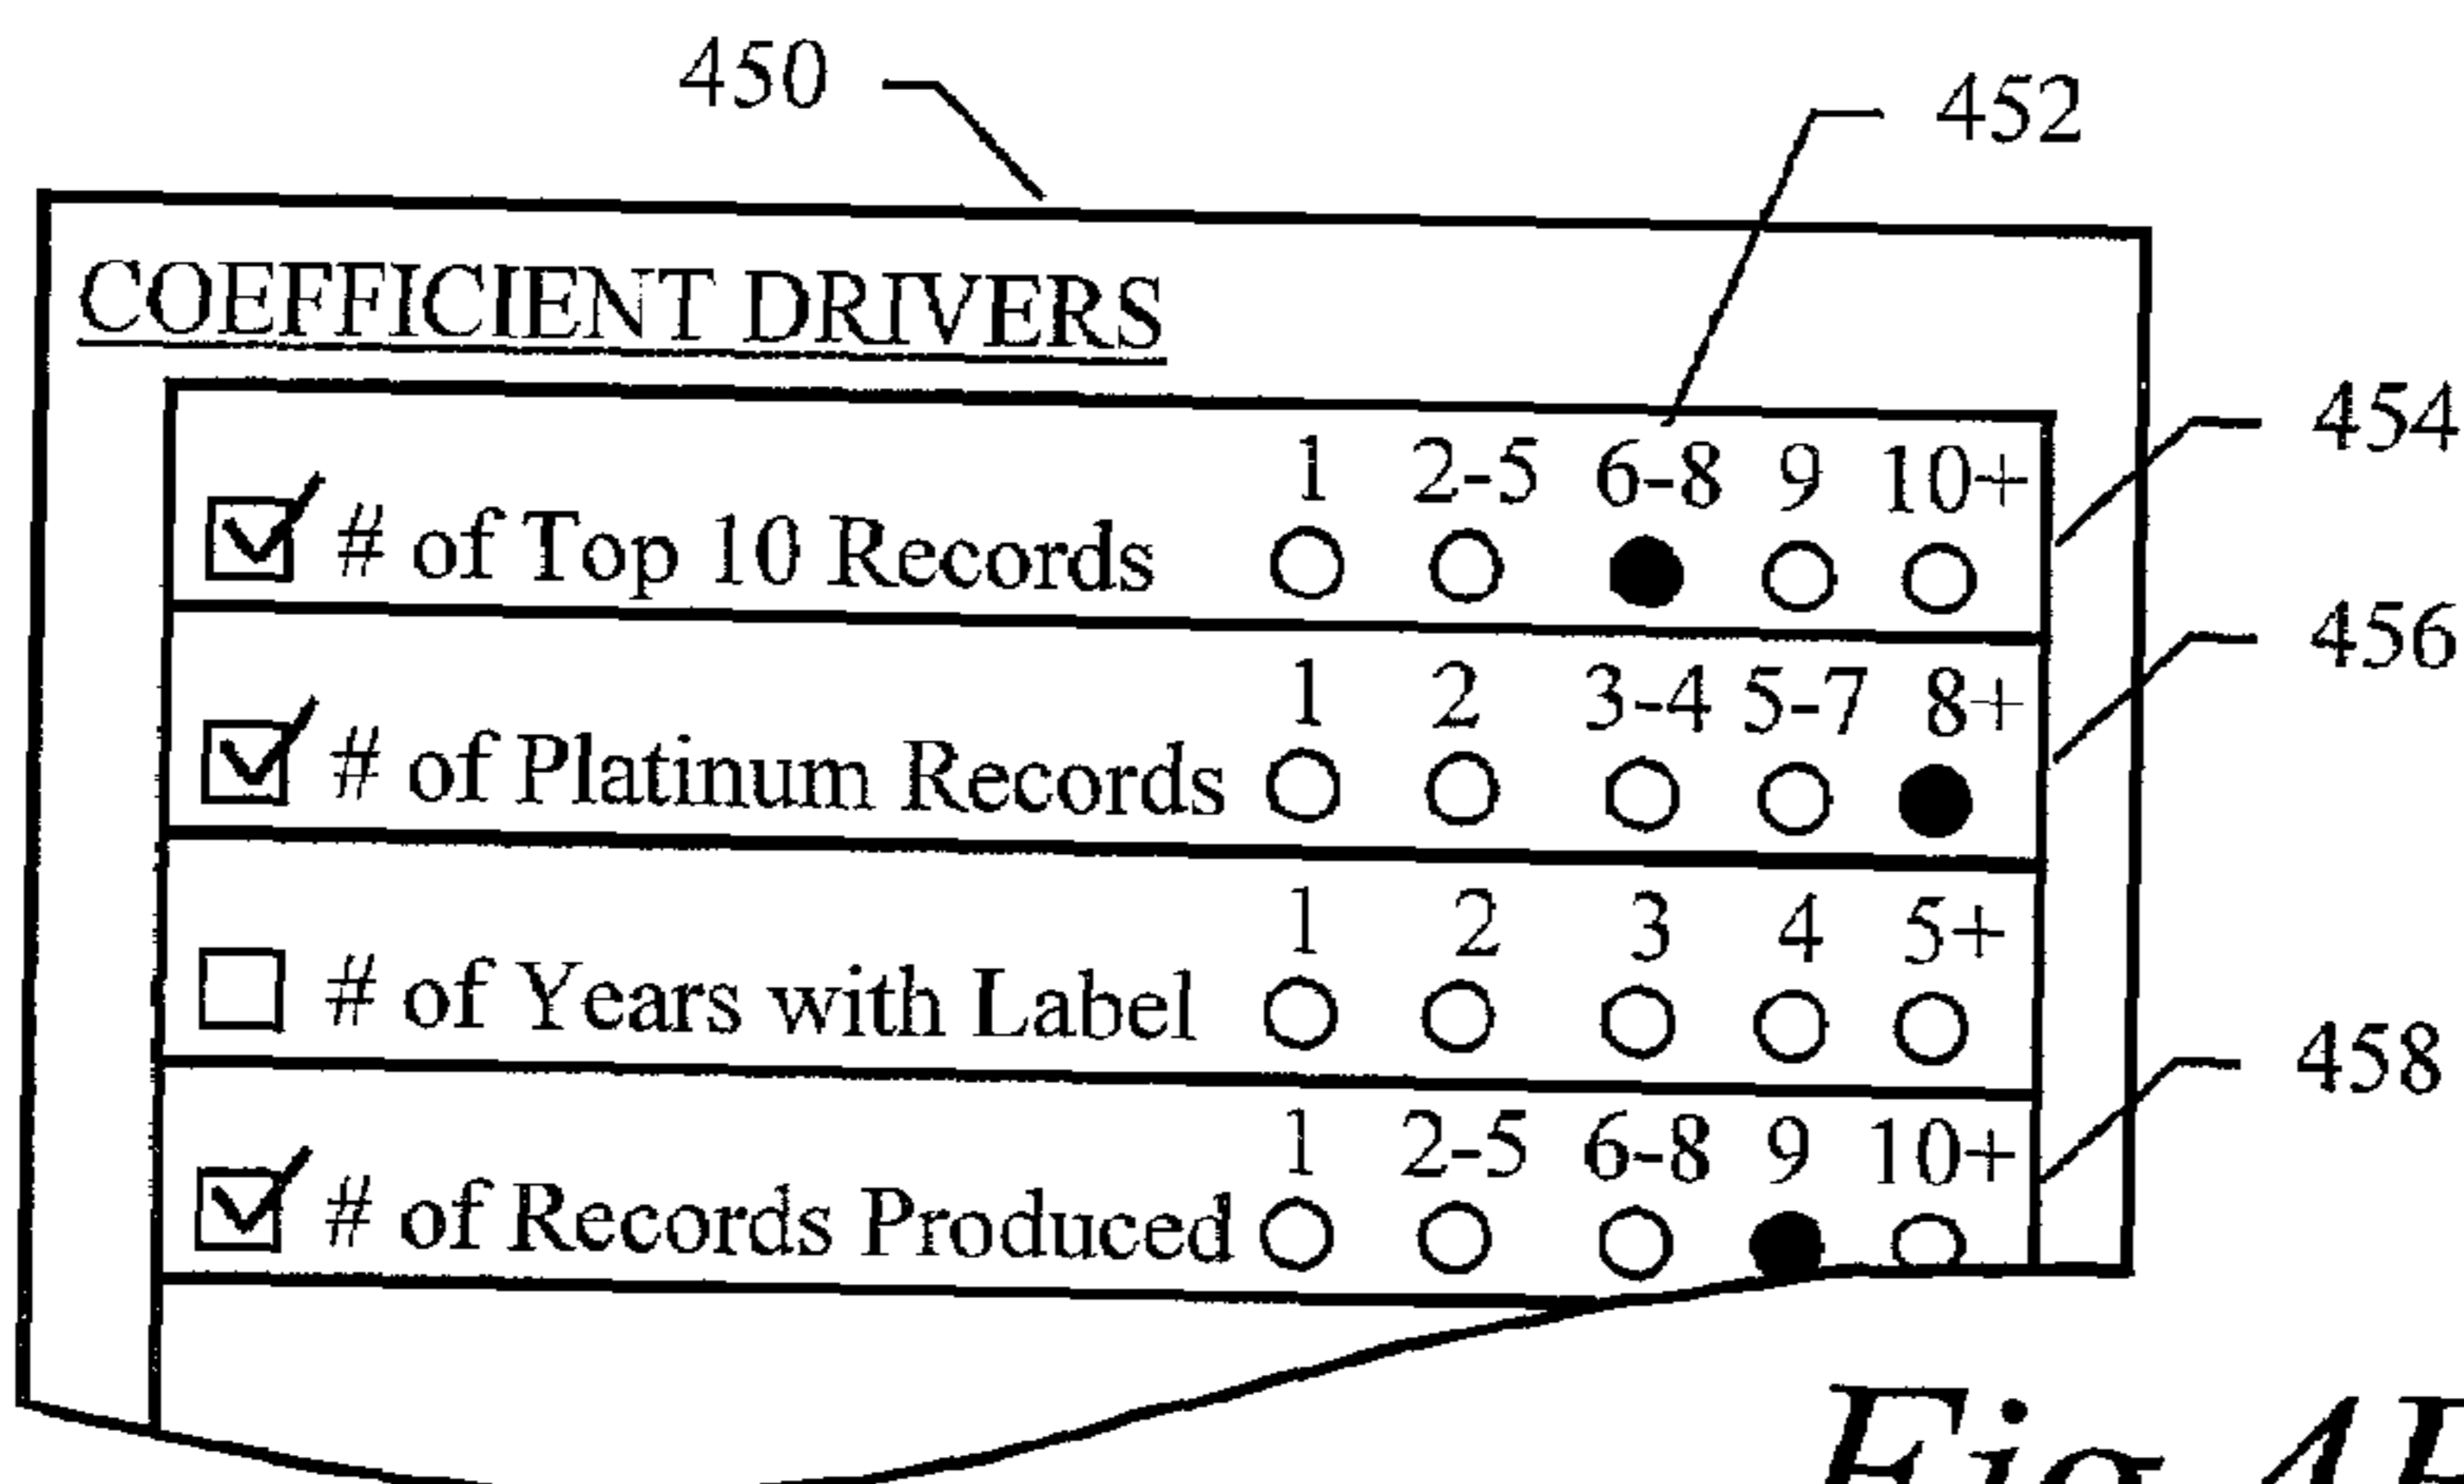 450
452
COEFFICIENT DRIVERS
454
1 2-5 6-8 9 10+
# of Top 10 Records
456
1 2 3-4 5-7 8+
# of Platinum Records
1 2 3 4 5+
# of Years with Label
458
1 2-5 6-8 9 10+
# of Records Produced
Fig